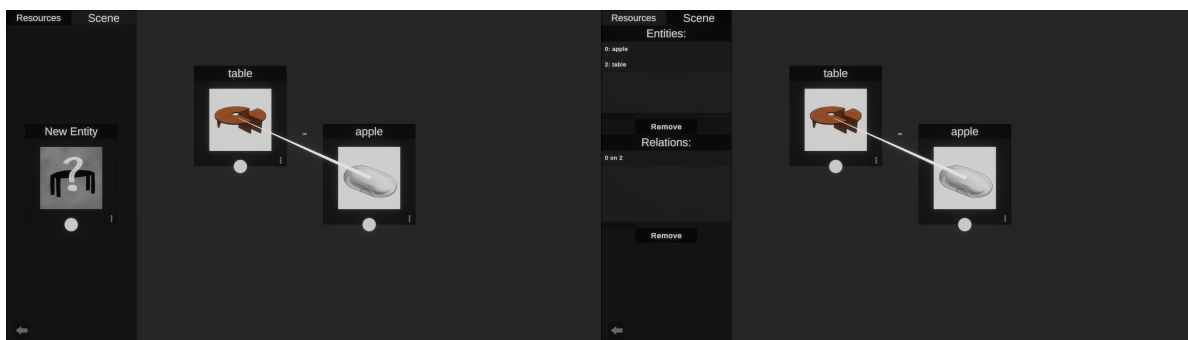 Resources Scene
table
New Entity
apple
?
Resources Scene
Entities:
0: apple
2: table
Remove
Relations:
0 on 2
Remove
table
apple